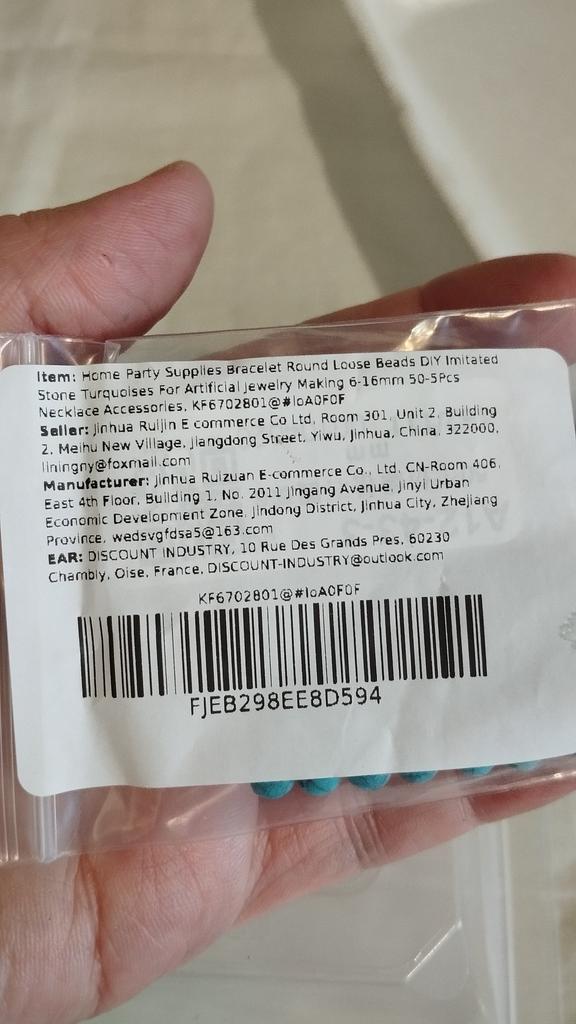 Item: Home Party Supplies Bracelet Round Loose Beads DIY Imitated
Stone Turquoises For Artificial Jewelry Making 6-16mm 50-5Pcs
Necklace Accessories, KF6702801@#IoA0F0F
Seller: Jinhua Ruijin E commerce Co Ltd, Room 301, Unit 2, Building
2, Meihu New Village, Jiangdong Street, Yiwu, Jinhua, China, 322000,
liningny@foxmail.com
Manufacturer: Jinhua Ruizuan E-commerce Co., Ltd, CN-Room 406,
East 4th Floor, Building 1, No. 2011 Jingang Avenue, Jinyi Urban
Economic Development Zone, Jindong District, Jinhua City, Zhejiang
Province, wedsvgfdsa5@163.com
EAR: DISCOUNT INDUSTRY, 10 Rue Des Grands Pres, 60230
Chambly, Oise, France, DISCOUNT-INDUSTRY@outlook.com
KF6702801@#IoA0F0F
FJEB298EE8D594